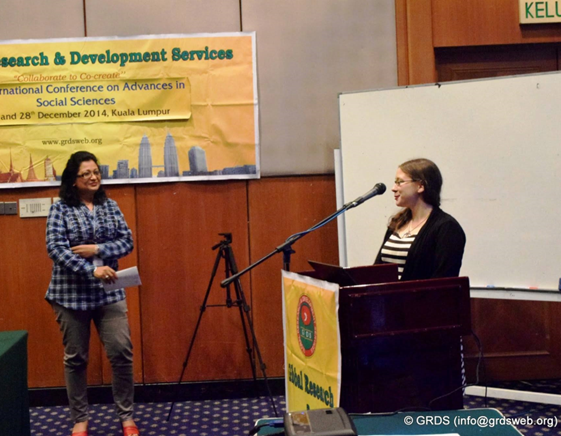 KELU
esearch & Development Services
"Collaborate to Co-create"
ernational Conference on Advances in
Social Sciences
and 28th December 2014, Kuala Lumpur
www.grdsweb.org
Research
© GRDS (info@grdsweb.org)